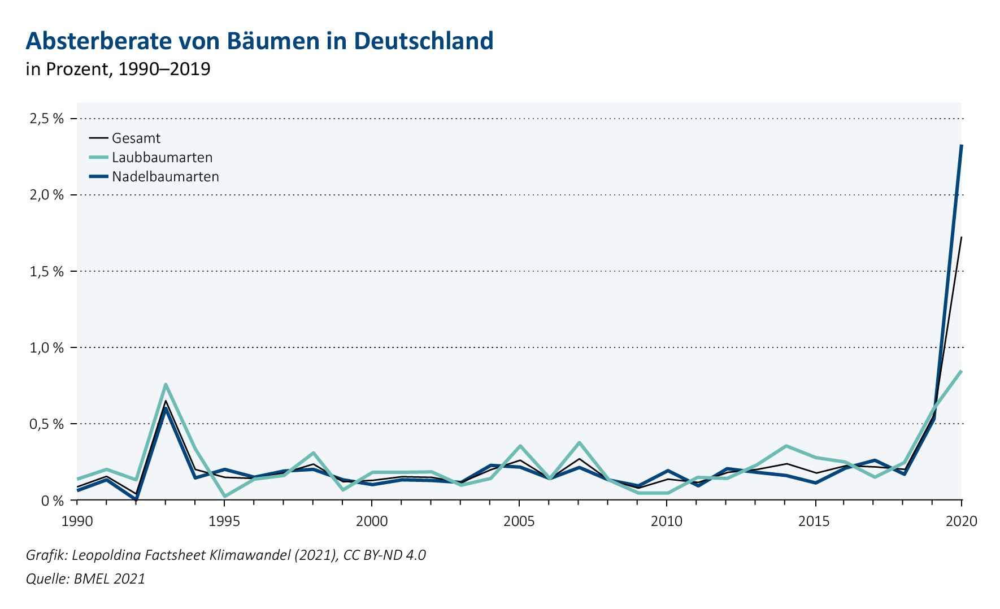 Absterberate von Bäumen in Deutschland
in Prozent, 1990–2019
2,5 %
Gesamt
Laubbaumarten
Nadelbaumarten
2,0 %
1,5 %
1,0 %
0,5 %
0 %
1990 1995 2000 2005 2010 2015 2020
Grafik: Leopoldina Factsheet Klimawandel (2021), CC BY-ND 4.0
Quelle: BMEL 2021